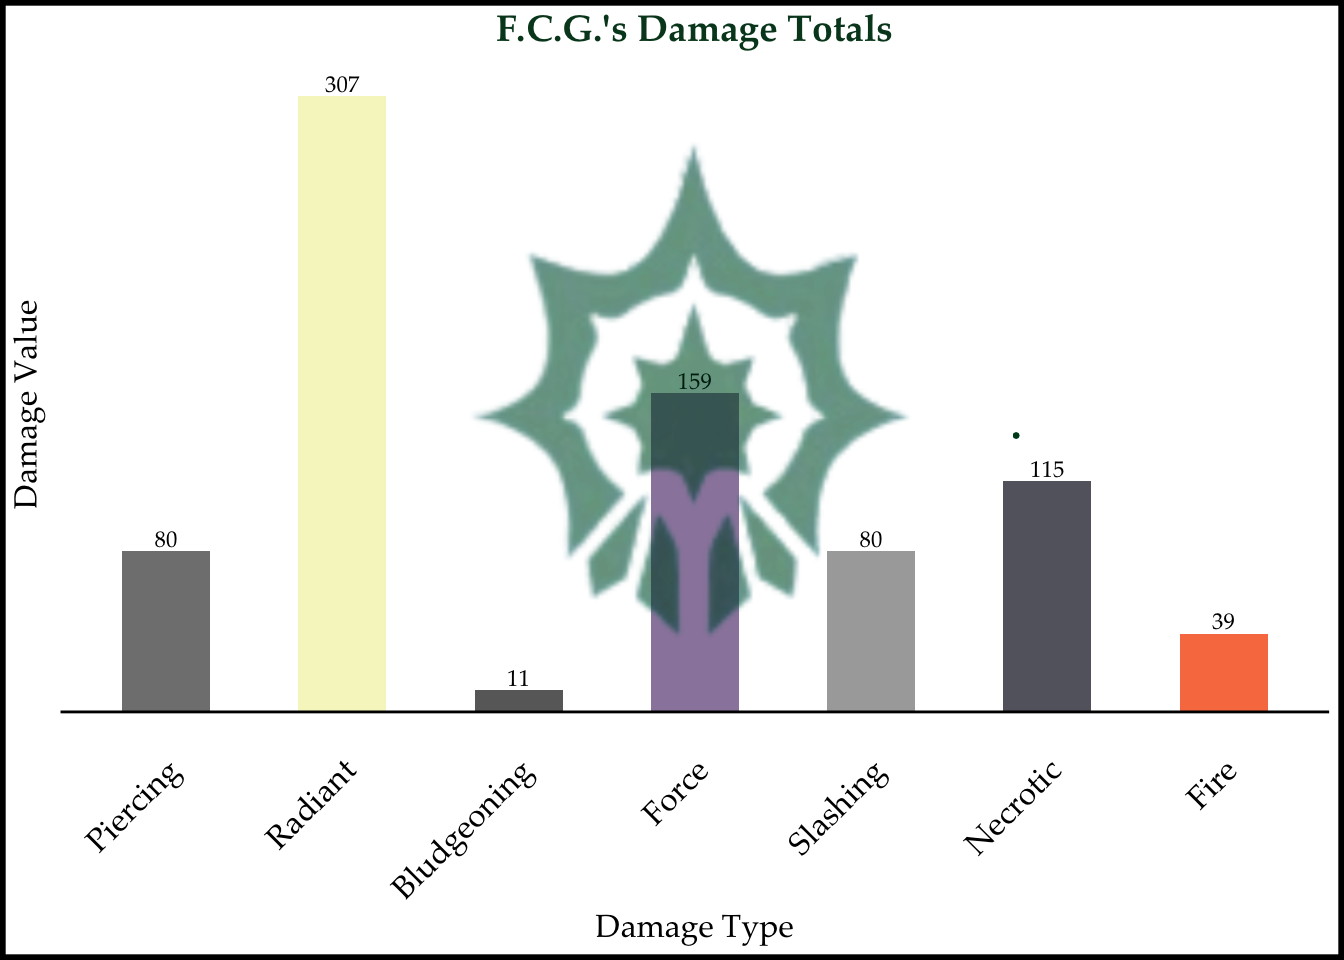 F.C.G.'s Damage Totals
307
159
115
80
80
39
11
Damage Value
Piercing
Radiant
Bludgeoning
Force
Slashing
Necrotic
Fire
Damage Type